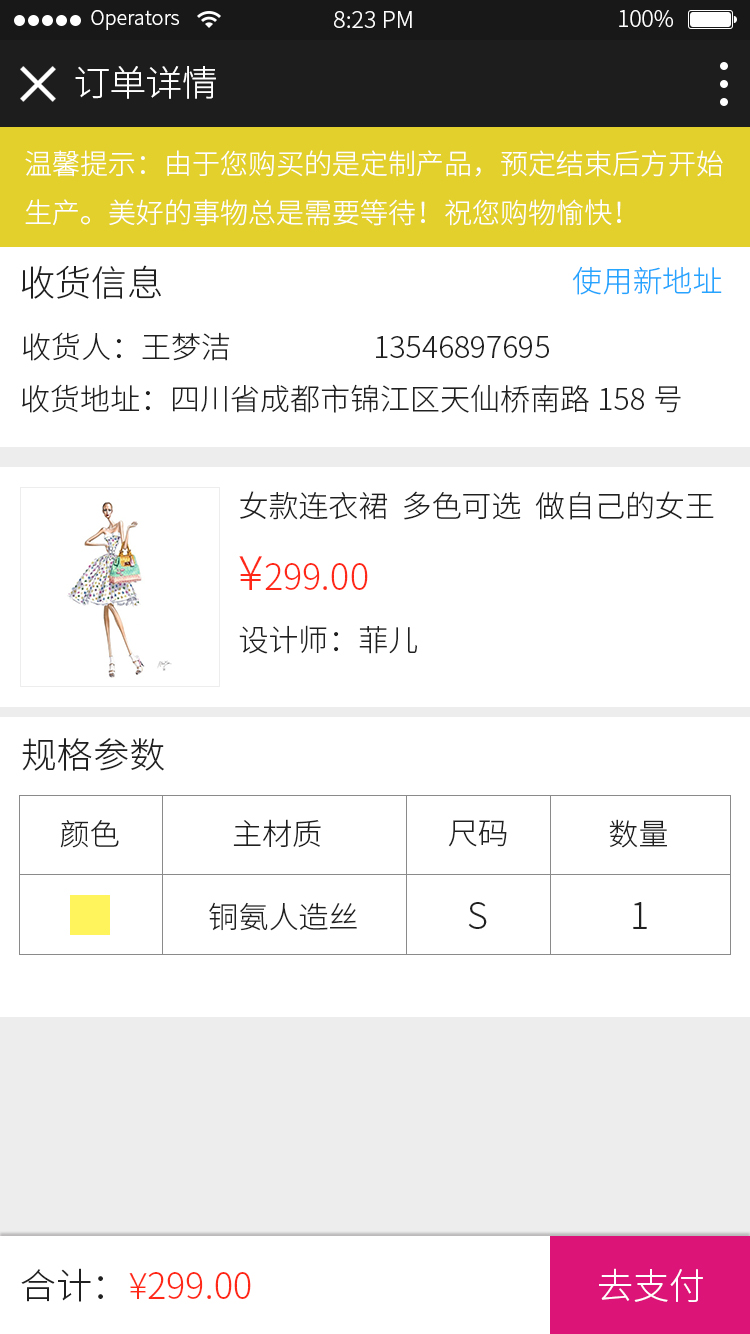 Operators 8:23 PM 100%
订单详情
温馨提示：由于您购买的是定制产品，预定结束后方开始
生产。美好的事物总是需要等待！祝您购物愉快！
收货信息 使用新地址
收货人：王梦洁 13546897695
收货地址：四川省成都市锦江区天仙桥南路 158 号
女款连衣裙 多色可选 做自己的女王
¥299.00
设计师：菲儿
规格参数
颜色 主材质 尺码 数量
铜氨人造丝 S 1
合计：¥299.00 去支付